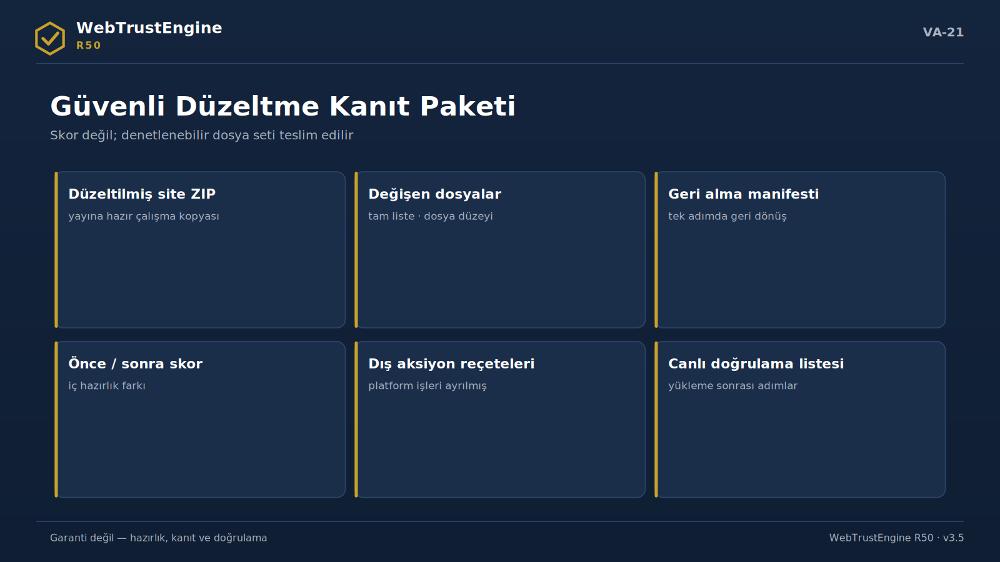 WebTrustEngine
R50
VA-21
Güvenli Düzeltme Kanıt Paketi
Skor değil; denetlenebilir dosya seti teslim edilir
Düzeltilmiş site ZIP
yayına hazır çalışma kopyası
Değişen dosyalar
tam liste · dosya düzeyi
Geri alma manifesti
tek adımda geri dönüş
Önce / sonra skor
iç hazırlık farkı
Dış aksiyon reçeteleri
platform işleri ayrılmış
Canlı doğrulama listesi
yükleme sonrası adımlar
Garanti değil — hazırlık, kanıt ve doğrulama
WebTrustEngine R50 · v3.5